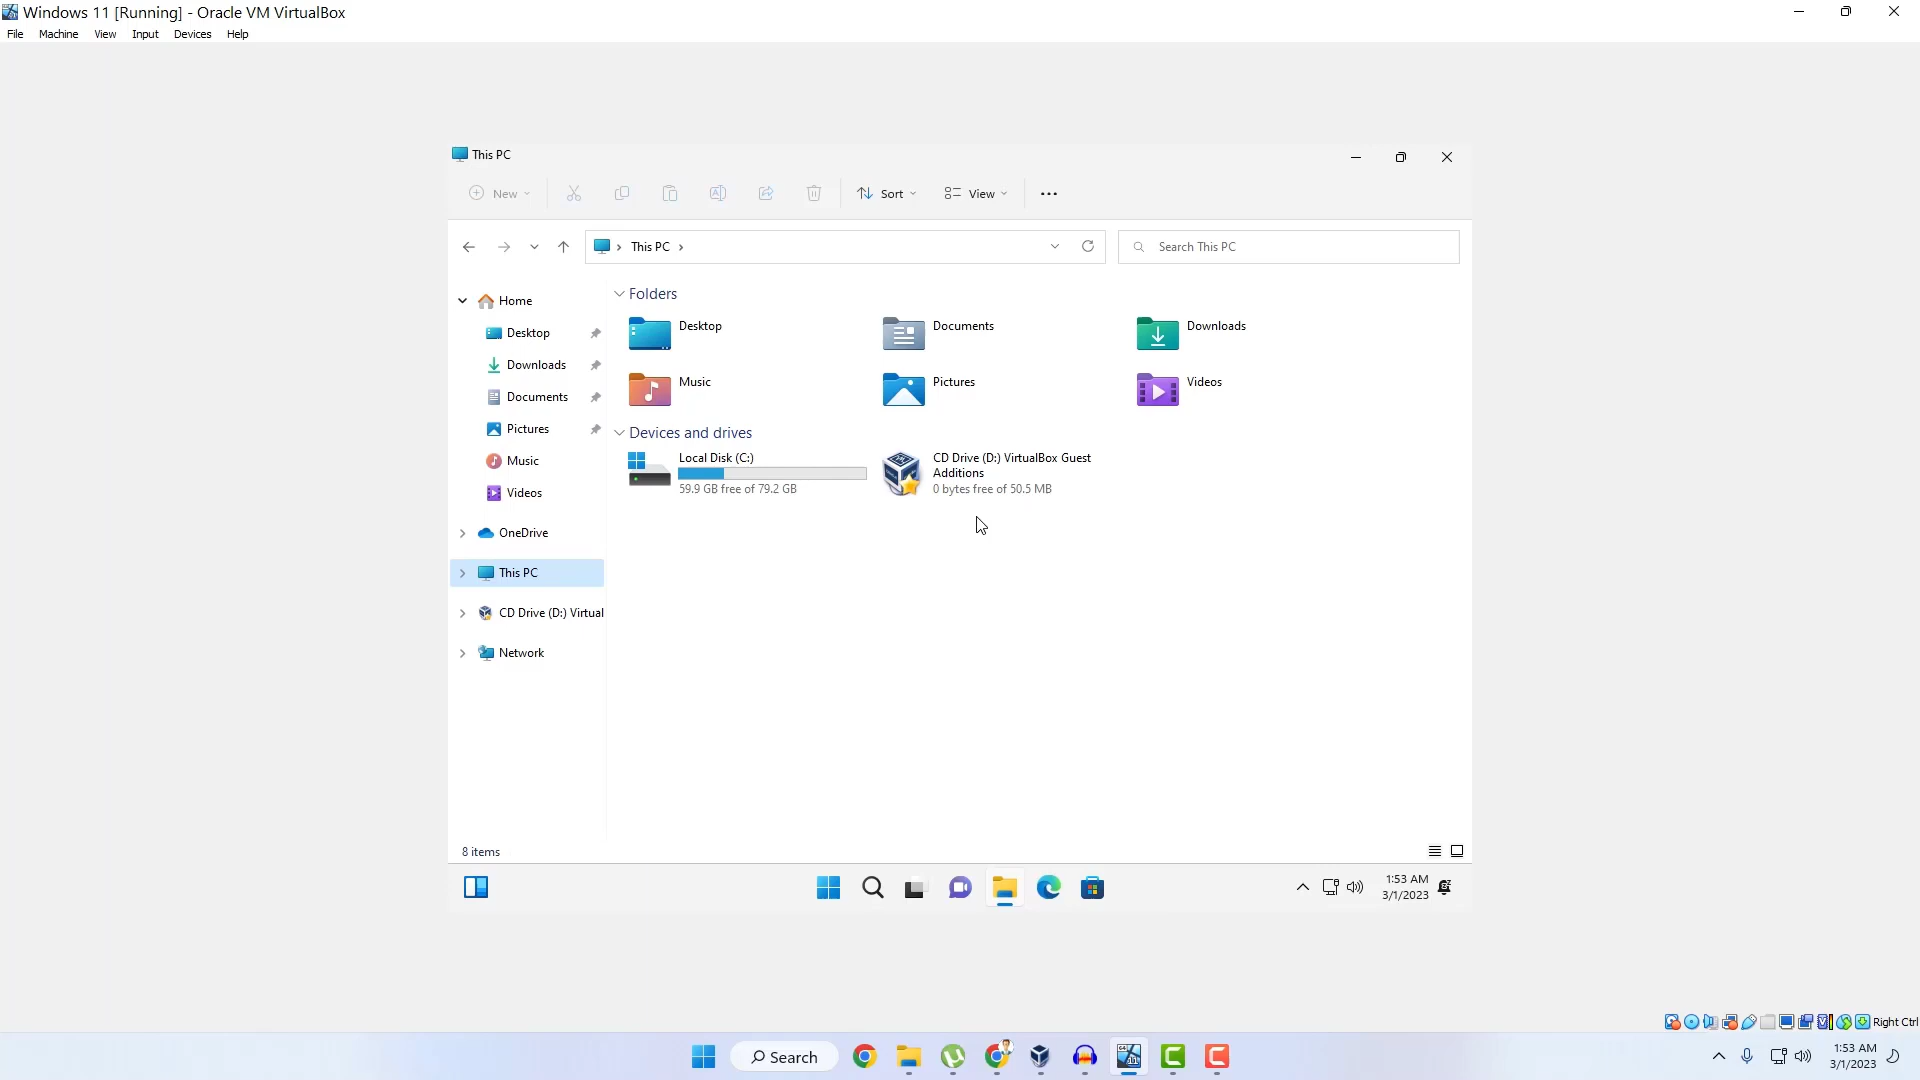 Windows 11 [Running] - Oracle VM VirtualBox
File Machine View Input Devices Help
This PC
New Sort View
This PC
Search This PC
Home
Desktop
Downloads
Documents
Pictures
Music
Videos
OneDrive
This PC
CD Drive (D:) Virtual
Network
Folders
Desktop
Documents
Downloads
Music
Pictures
Videos
Devices and drives
Local Disk (C:)
59.9 GB free of 79.2 GB
CD Drive (D:) VirtualBox Guest
Additions
0 bytes free of 50.5 MB
8 items
1:53 AM
3/1/2023
Right Ctrl
Search
1:53 AM
3/1/2023